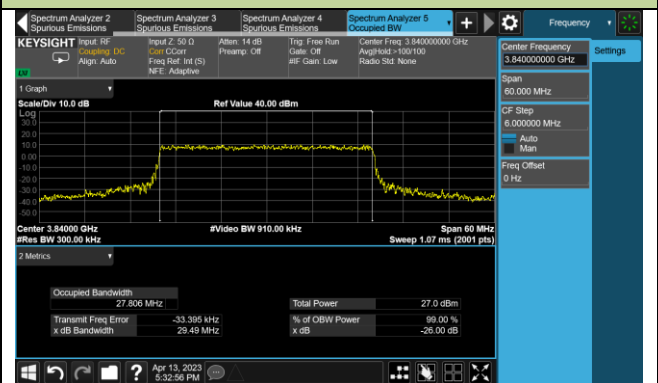 Spectrum Analyzer 2
Spurious Emissions
Spectrum Analyzer 3
Spurious Emissions
Spectrum Analyzer 4
Spurious Emissions
Spectrum Analyzer 5
Occupied BW
Frequency
KEYSIGHT
Input: RF
Coupling: DC
Align: Auto
Input Z: 50 Ω
Corr CCorr
Freq Ref: Int (S)
NFE: Adaptive
Atten: 14 dB
Preamp: Off
Trig: Free Run
Gate: Off
#IF Gain: Low
Center Freq: 3.840000000 GHz
Avg|Hold:>100/100
Radio Std: None
LW
Center Frequency
3.840000000 GHz
Settings
Span
60.000 MHz
CF Step
6.000000 MHz
Auto
Man
Freq Offset
0 Hz
1 Graph
Scale/Div 10.0 dB
Ref Value 40.00 dBm
Log
30.0
20.0
10.0
0.00
-10.0
-20.0
-30.0
-40.0
-50.0
Center 3.84000 GHz
#Video BW 910.00 kHz
Span 60 MHz
#Res BW 300.00 kHz
Sweep 1.07 ms (2001 pts)
2 Metrics
Occupied Bandwidth
27.806 MHz
Total Power 27.0 dBm
Transmit Freq Error -33.395 kHz
% of OBW Power 99.00 %
x dB Bandwidth 29.49 MHz
x dB -26.00 dB
Apr 13, 2023
5:32:56 PM